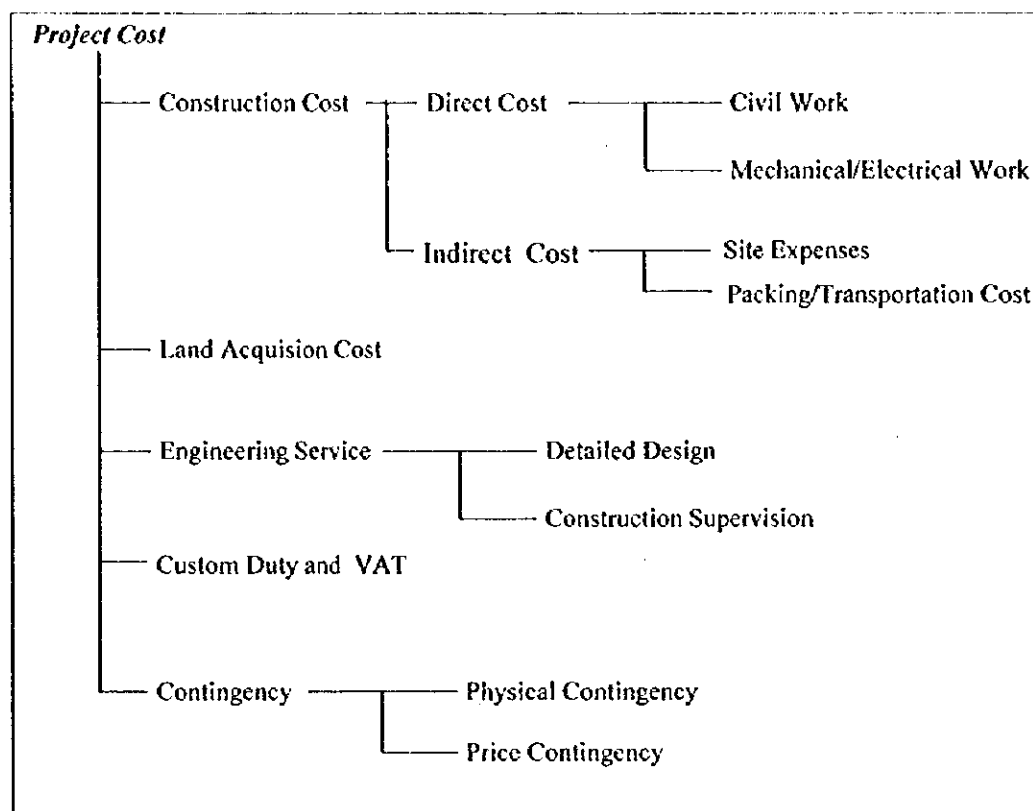 Project Cost
Construction Cost Direct Cost Civil Work
Mechanical/Electrical Work
Indirect Cost Site Expenses
Packing/Transportation Cost
Land Acquision Cost
Engineering Service Detailed Design
Construction Supervision
Custom Duty and VAT
Contingency Physical Contingency
Price Contingency